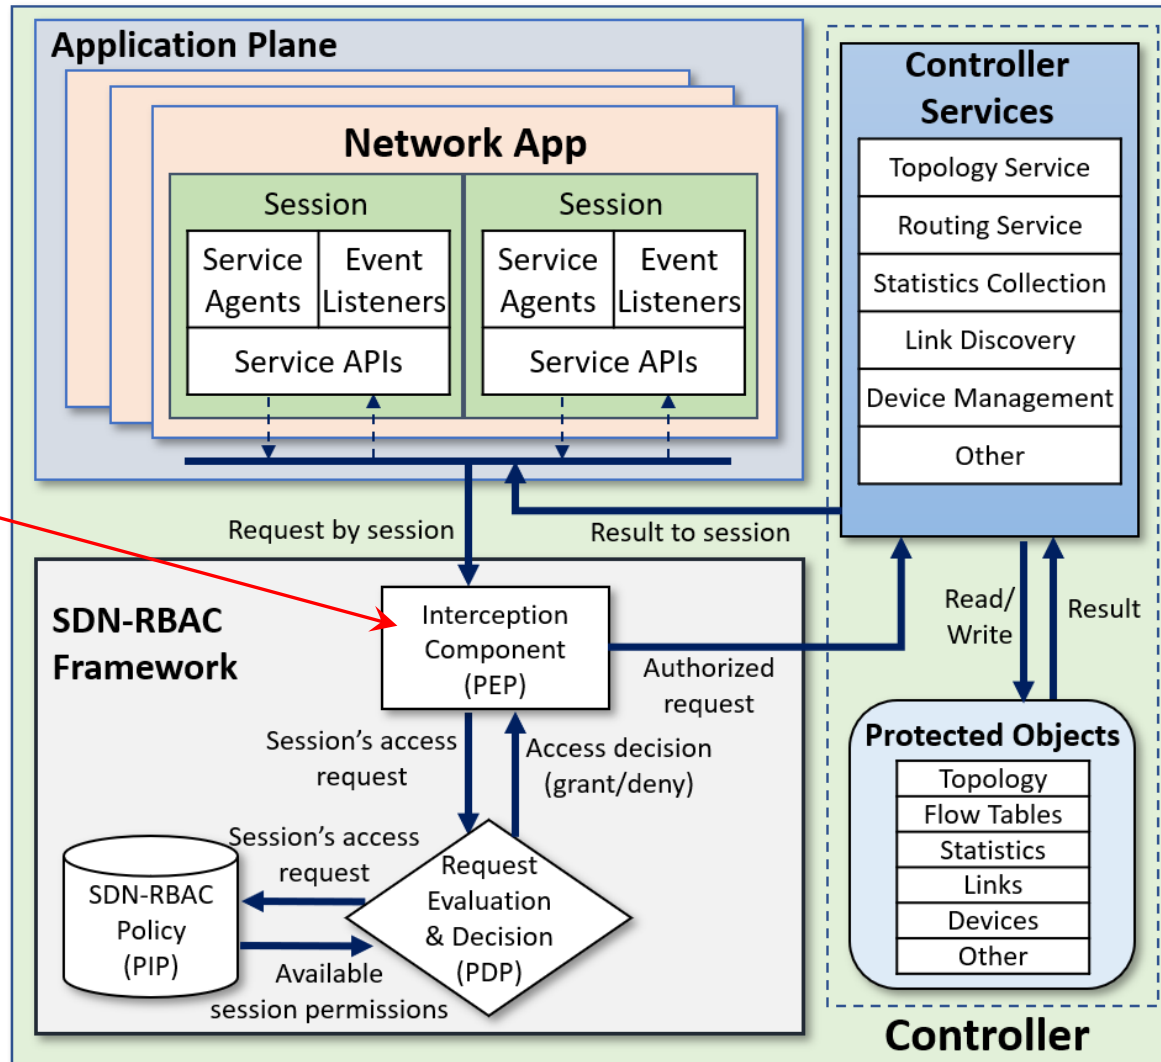 Application Plane
Network App
Session
Service
Agents
Event
Listeners
Service APIs
Session
Service
Agents
Event
Listeners
Service APIs
Controller
Services
Topology Service
Routing Service
Statistics Collection
Link Discovery
Device Management
Other
Request by session
Result to session
SDN-RBAC
Framework
Interception
Component
(PEP)
Authorized
request
Read/
Write
Result
Session’s access
request
Access decision
(grant/deny)
Session’s access
request
SDN-RBAC
Policy
(PIP)
Available
session permissions
Request
Evaluation
& Decision
(PDP)
Protected Objects
Topology
Flow Tables
Statistics
Links
Devices
Other
Controller